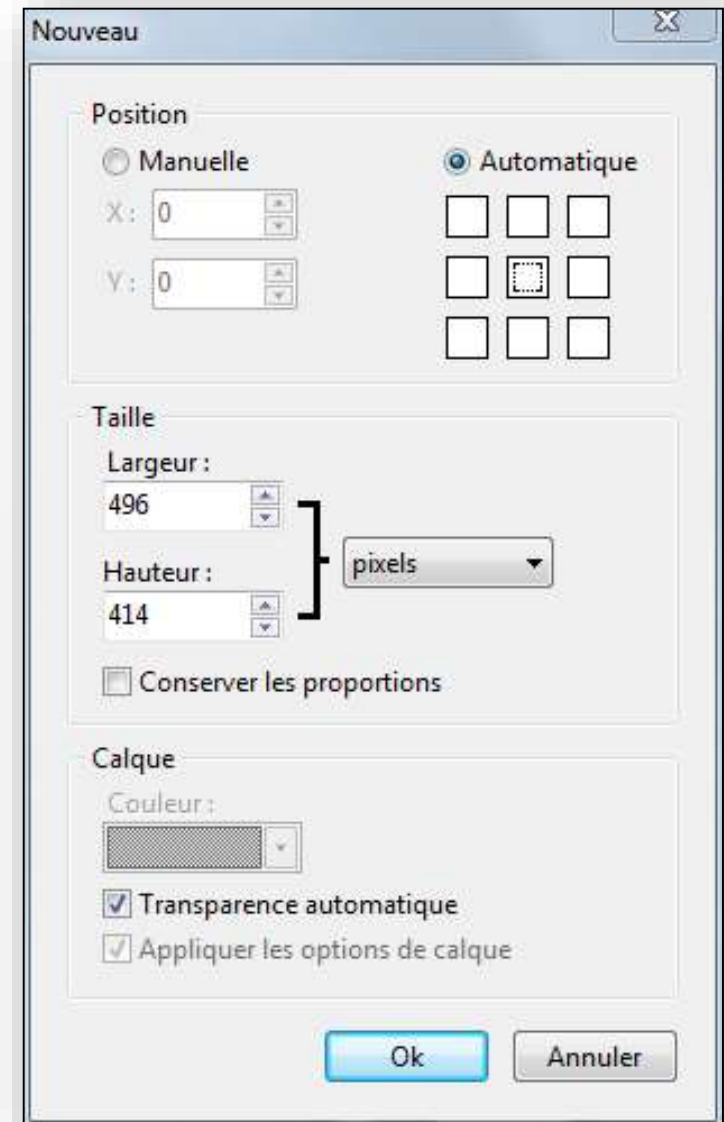 Nouveau
Position
Manuelle
Automatique
X : 0
Y : 0
Taille
Largeur :
496
pixels
Hauteur :
414
Conserver les proportions
Calque
Couleur :
Transparence automatique
Appliquer les options de calque
Ok
Annuler